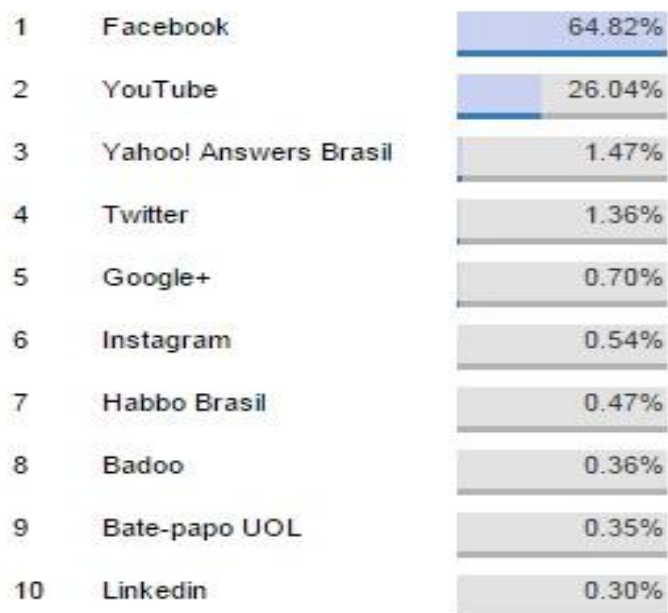 1 Facebook 64.82%
2 YouTube 26.04%
3 Yahoo! Answers Brasil 1.47%
4 Twitter 1.36%
5 Google+ 0.70%
6 Instagram 0.54%
7 Habbo Brasil 0.47%
8 Badoo 0.36%
9 Bate-papo UOL 0.35%
10 Linkedin 0.30%